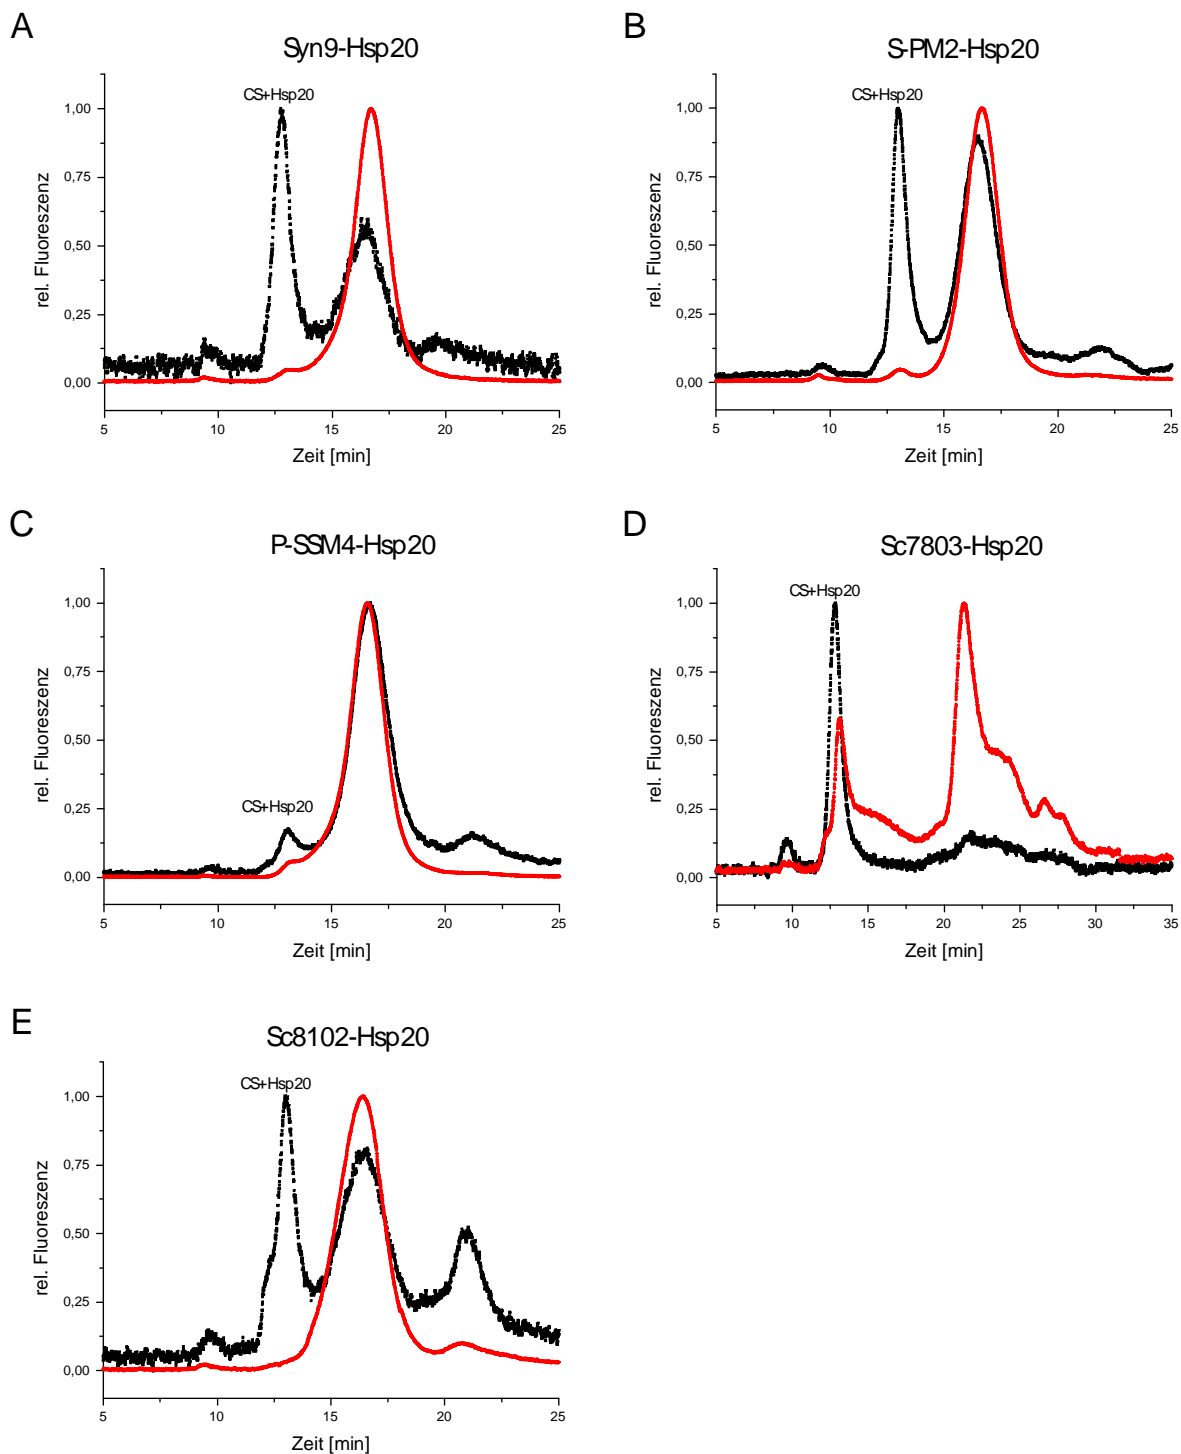 A
Syn9-Hsp20
CS+Hsp20
1,00
0,75
0,50
0,25
0,00
rel. Fluoreszenz
5 10 15 20 25
Zeit [min]
B
S-PM2-Hsp20
CS+Hsp20
1,00
0,75
0,50
0,25
0,00
rel. Fluoreszenz
5 10 15 20 25
Zeit [min]
C
P-SSM4-Hsp20
CS+Hsp20
1,00
0,75
0,50
0,25
0,00
rel. Fluoreszenz
5 10 15 20 25
Zeit [min]
D
Sc7803-Hsp20
CS+Hsp20
1,00
0,75
0,50
0,25
0,00
rel. Fluoreszenz
5 10 15 20 25 30 35
Zeit [min]
E
Sc8102-Hsp20
CS+Hsp20
1,00
0,75
0,50
0,25
0,00
rel. Fluoreszenz
5 10 15 20 25
Zeit [min]